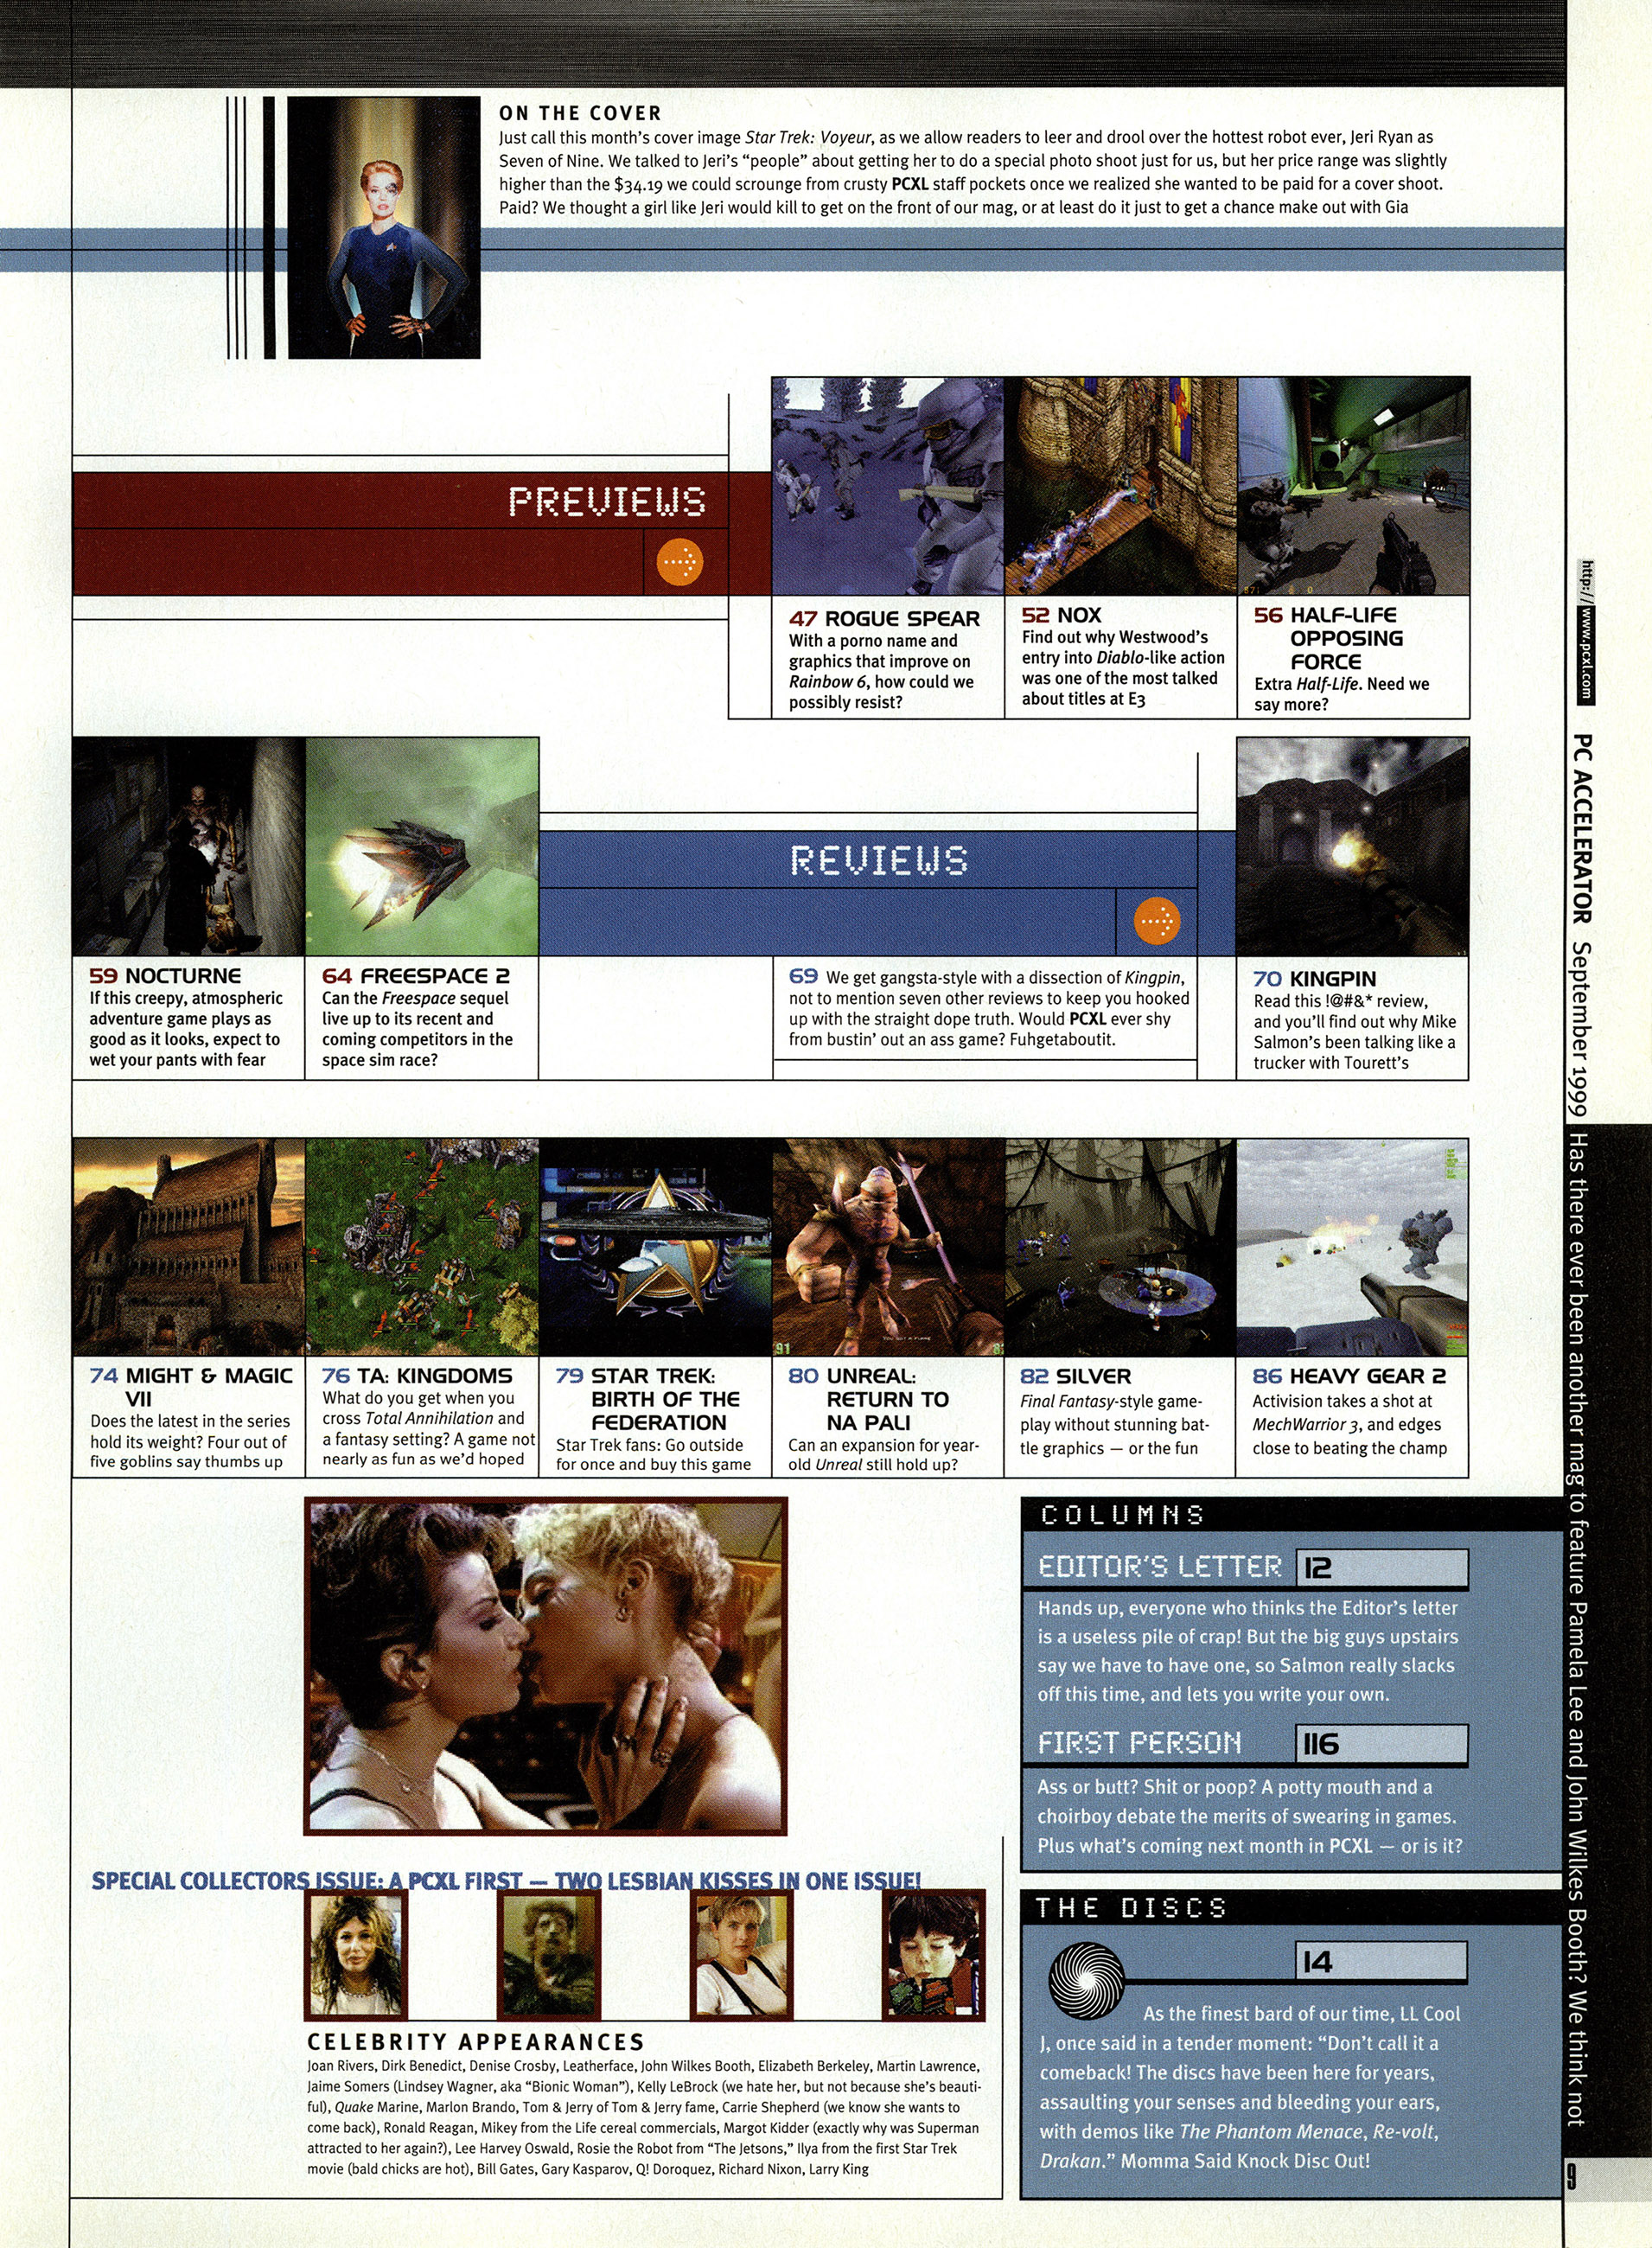 ON THE COVER
Just call this month's cover image Star Trek: Voyeur, as we allow readers to leer and drool over the hottest robot ever, Jeri Ryan as
Seven of Nine. We talked to Jeri's "people" about getting her to do a special photo shoot just for us, but her price range was slightly
higher than the $34.19 we could scrounge from crusty PCXL staff pockets once we realized she wanted to be paid for a cover shoot.
Paid? We thought a girl like Jeri would kill to get on the front of our mag, or at least do it just to get a chance make out with Gia
PREVIEWS
47 ROGUE SPEAR
With a porno name and
graphics that improve on
Rainbow 6, how could we
possibly resist?
52 NOX
Find out why Westwood's
entry into Diablo-like action
was one of the most talked
about titles at E3
56 HALF-LIFE
OPPOSING
FORCE
Extra Half-Life. Need we
say more?
59 NOCTURNE
If this creepy, atmospheric
adventure game plays as
good as it looks, expect to
wet your pants with fear
64 FREESPACE 2
Can the Freespace sequel
live up to its recent and
coming competitors in the
space sim race?
REVIEWS
69 We get gangsta-style with a dissection of Kingpin,
not to mention seven other reviews to keep you hooked
up with the straight dope truth. Would PCXL ever shy
from bustin' out an ass game? Fuhgetaboutit.
70 KINGPIN
Read this !@#&* review,
and you'll find out why Mike
Salmon's been talking like a
trucker with Tourett's
74 MIGHT & MAGIC
VII
Does the latest in the series
hold its weight? Four out of
five goblins say thumbs up
76 TA: KINGDOMS
What do you get when you
cross Total Annihilation and
a fantasy setting? A game not
nearly as fun as we'd hoped
79 STAR TREK:
BIRTH OF THE
FEDERATION
Star Trek fans: Go outside
for once and buy this game
91
YOU GOT A FLARE
80 UNREAL:
RETURN TO
NA PALI
Can an expansion for year-
old Unreal still hold up?
82 SILVER
Final Fantasy-style game-
play without stunning bat-
tle graphics — or the fun
86 HEAVY GEAR 2
Activision takes a shot at
MechWarrior 3, and edges
close to beating the champ
SPECIAL COLLECTORS ISSUE: A PCXL FIRST — TWO LESBIAN KISSES IN ONE ISSUE!
CELEBRITY APPEARANCES
Joan Rivers, Dirk Benedict, Denise Crosby, Leatherface, John Wilkes Booth, Elizabeth Berkeley, Martin Lawrence,
Jaime Somers (Lindsey Wagner, aka "Bionic Woman"), Kelly LeBrock (we hate her, but not because she's beauti-
ful), Quake Marine, Marlon Brando, Tom & Jerry of Tom & Jerry fame, Carrie Shepherd (we know she wants to
come back), Ronald Reagan, Mikey from the Life cereal commercials, Margot Kidder (exactly why was Superman
attracted to her again?), Lee Harvey Oswald, Rosie the Robot from "The Jetsons," Ilya from the first Star Trek
movie (bald chicks are hot), Bill Gates, Gary Kasparov, Q! Doroquez, Richard Nixon, Larry King
COLUMNS
EDITOR'S LETTER 12
Hands up, everyone who thinks the Editor's letter
is a useless pile of crap! But the big guys upstairs
say we have to have one, so Salmon really slacks
off this time, and lets you write your own.
FIRST PERSON 116
Ass or butt? Shit or poop? A potty mouth and a
choirboy debate the merits of swearing in games.
Plus what's coming next month in PCXL — or is it?
THE DISCS
14
As the finest bard of our time, LL Cool
J, once said in a tender moment: "Don't call it a
comeback! The discs have been here for years,
assaulting your senses and bleeding your ears,
with demos like The Phantom Menace, Re-volt,
Drakan." Momma Said Knock Disc Out!
http://www.pcxl.com
PC ACCELERATOR September 1999 Has there ever been another mag to feature Pamela Lee and John Wilkes Booth? We think not
9